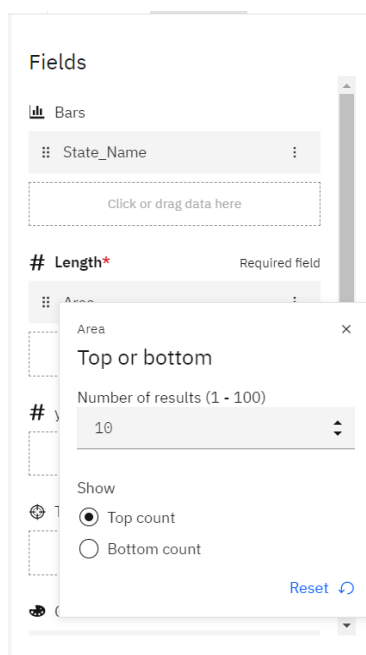 Fields
Bars
State_Name
Click or drag data here
# Length* Required field
Area
Area
Top or bottom
Number of results (1 - 100)
10
Show
Top count
Bottom count
Reset